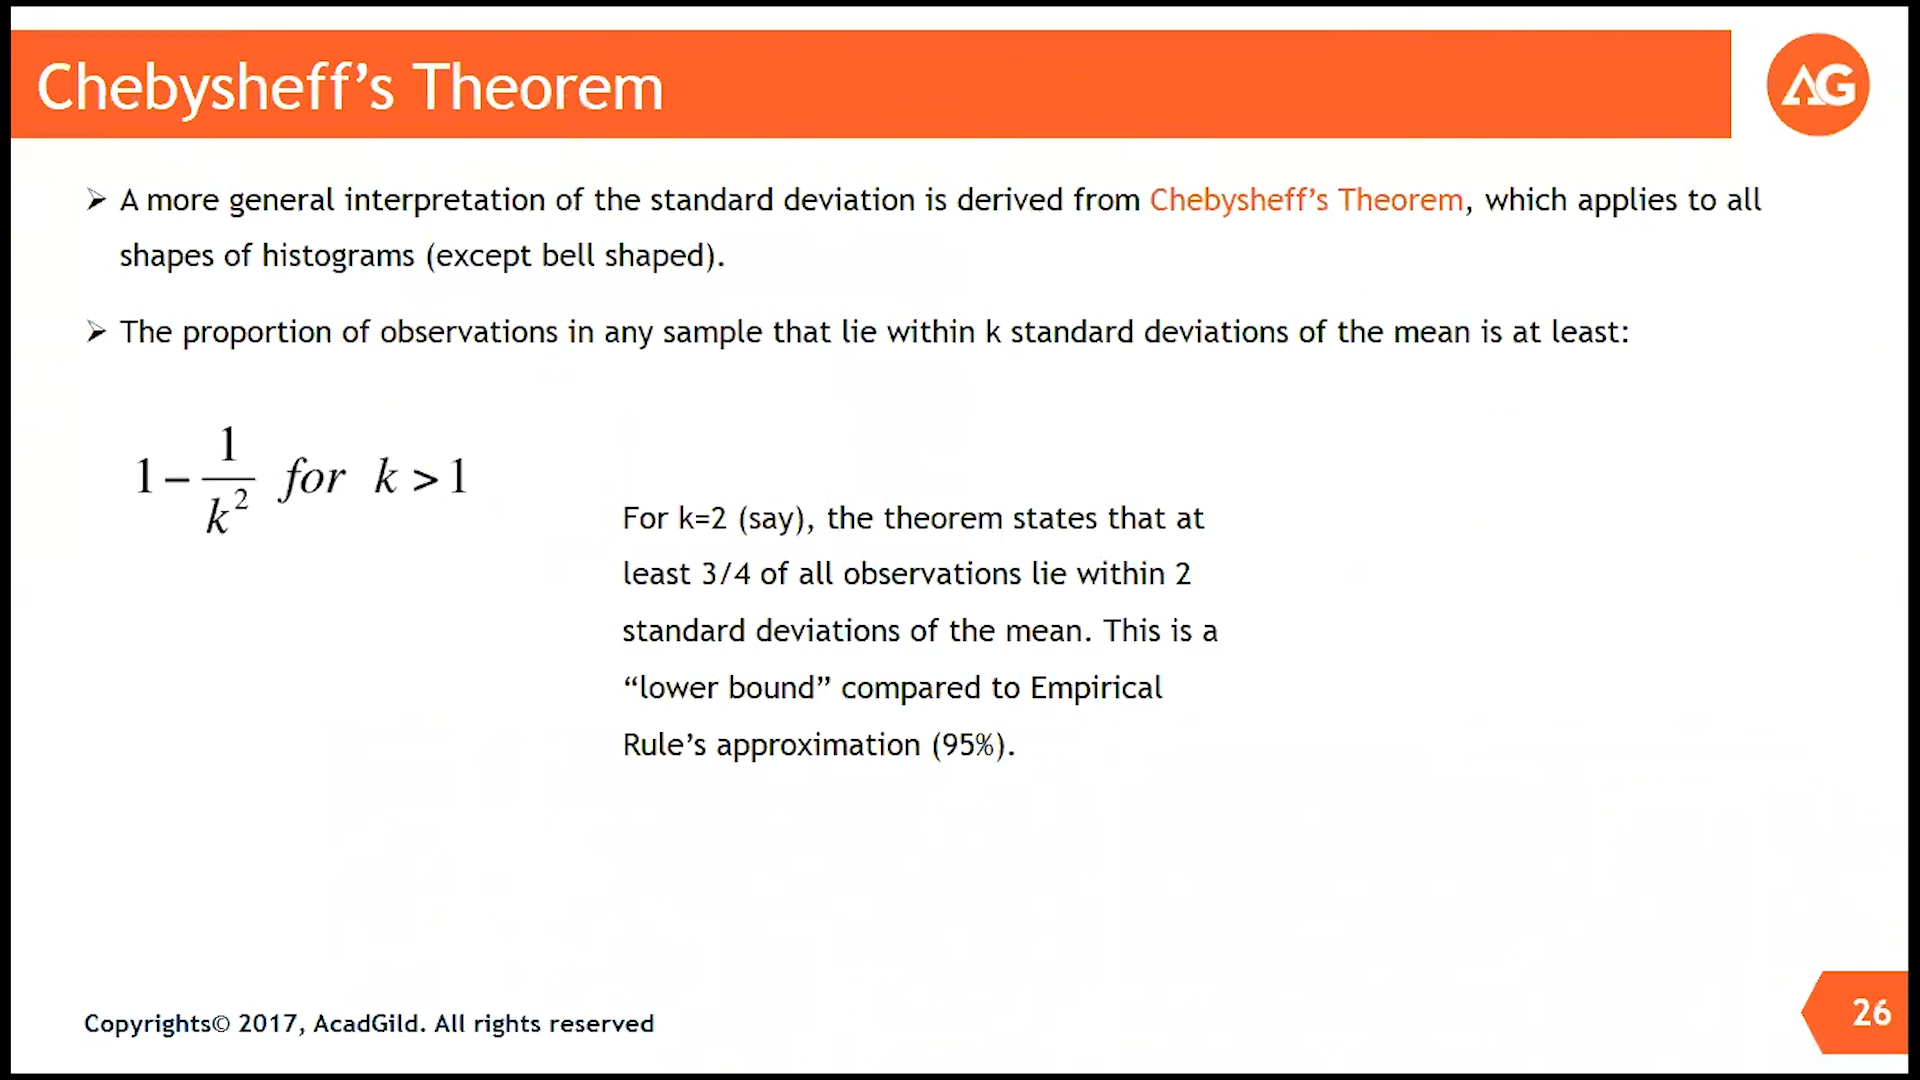 Chebysheff’s Theorem
AG
➢ A more general interpretation of the standard deviation is derived from Chebysheff’s Theorem, which applies to all
shapes of histograms (except bell shaped).
➢ The proportion of observations in any sample that lie within k standard deviations of the mean is at least:
1 − 1/k² for k > 1
For k=2 (say), the theorem states that at
least 3/4 of all observations lie within 2
standard deviations of the mean. This is a
“lower bound” compared to Empirical
Rule’s approximation (95%).
Copyrights© 2017, AcadGild. All rights reserved
26